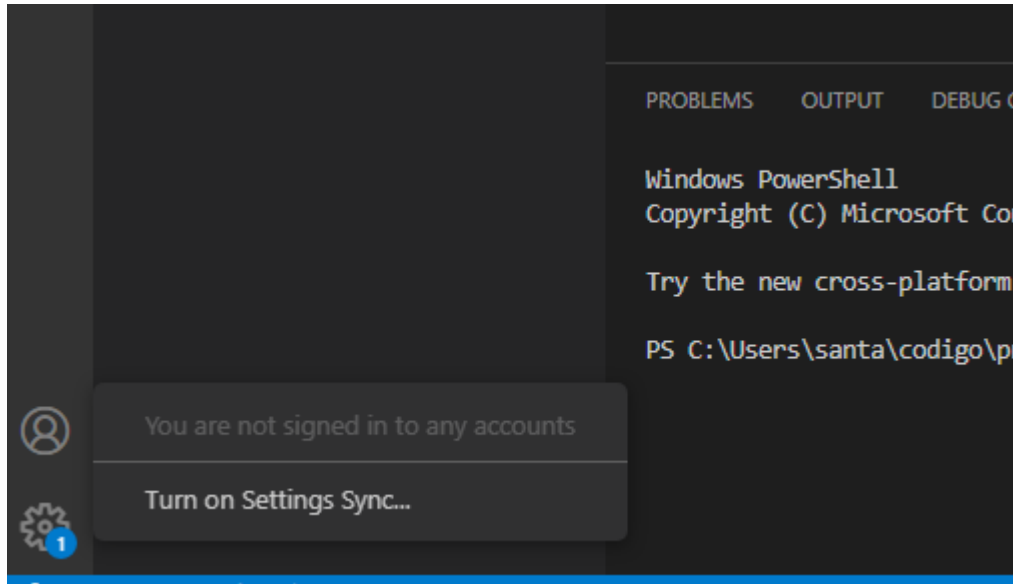 PROBLEMS OUTPUT DEBUG
Windows PowerShell
Copyright (C) Microsoft
Try the new cross-platform
PS C:\Users\santa\codigo\p
You are not signed in to any accounts
Turn on Settings Sync...
1